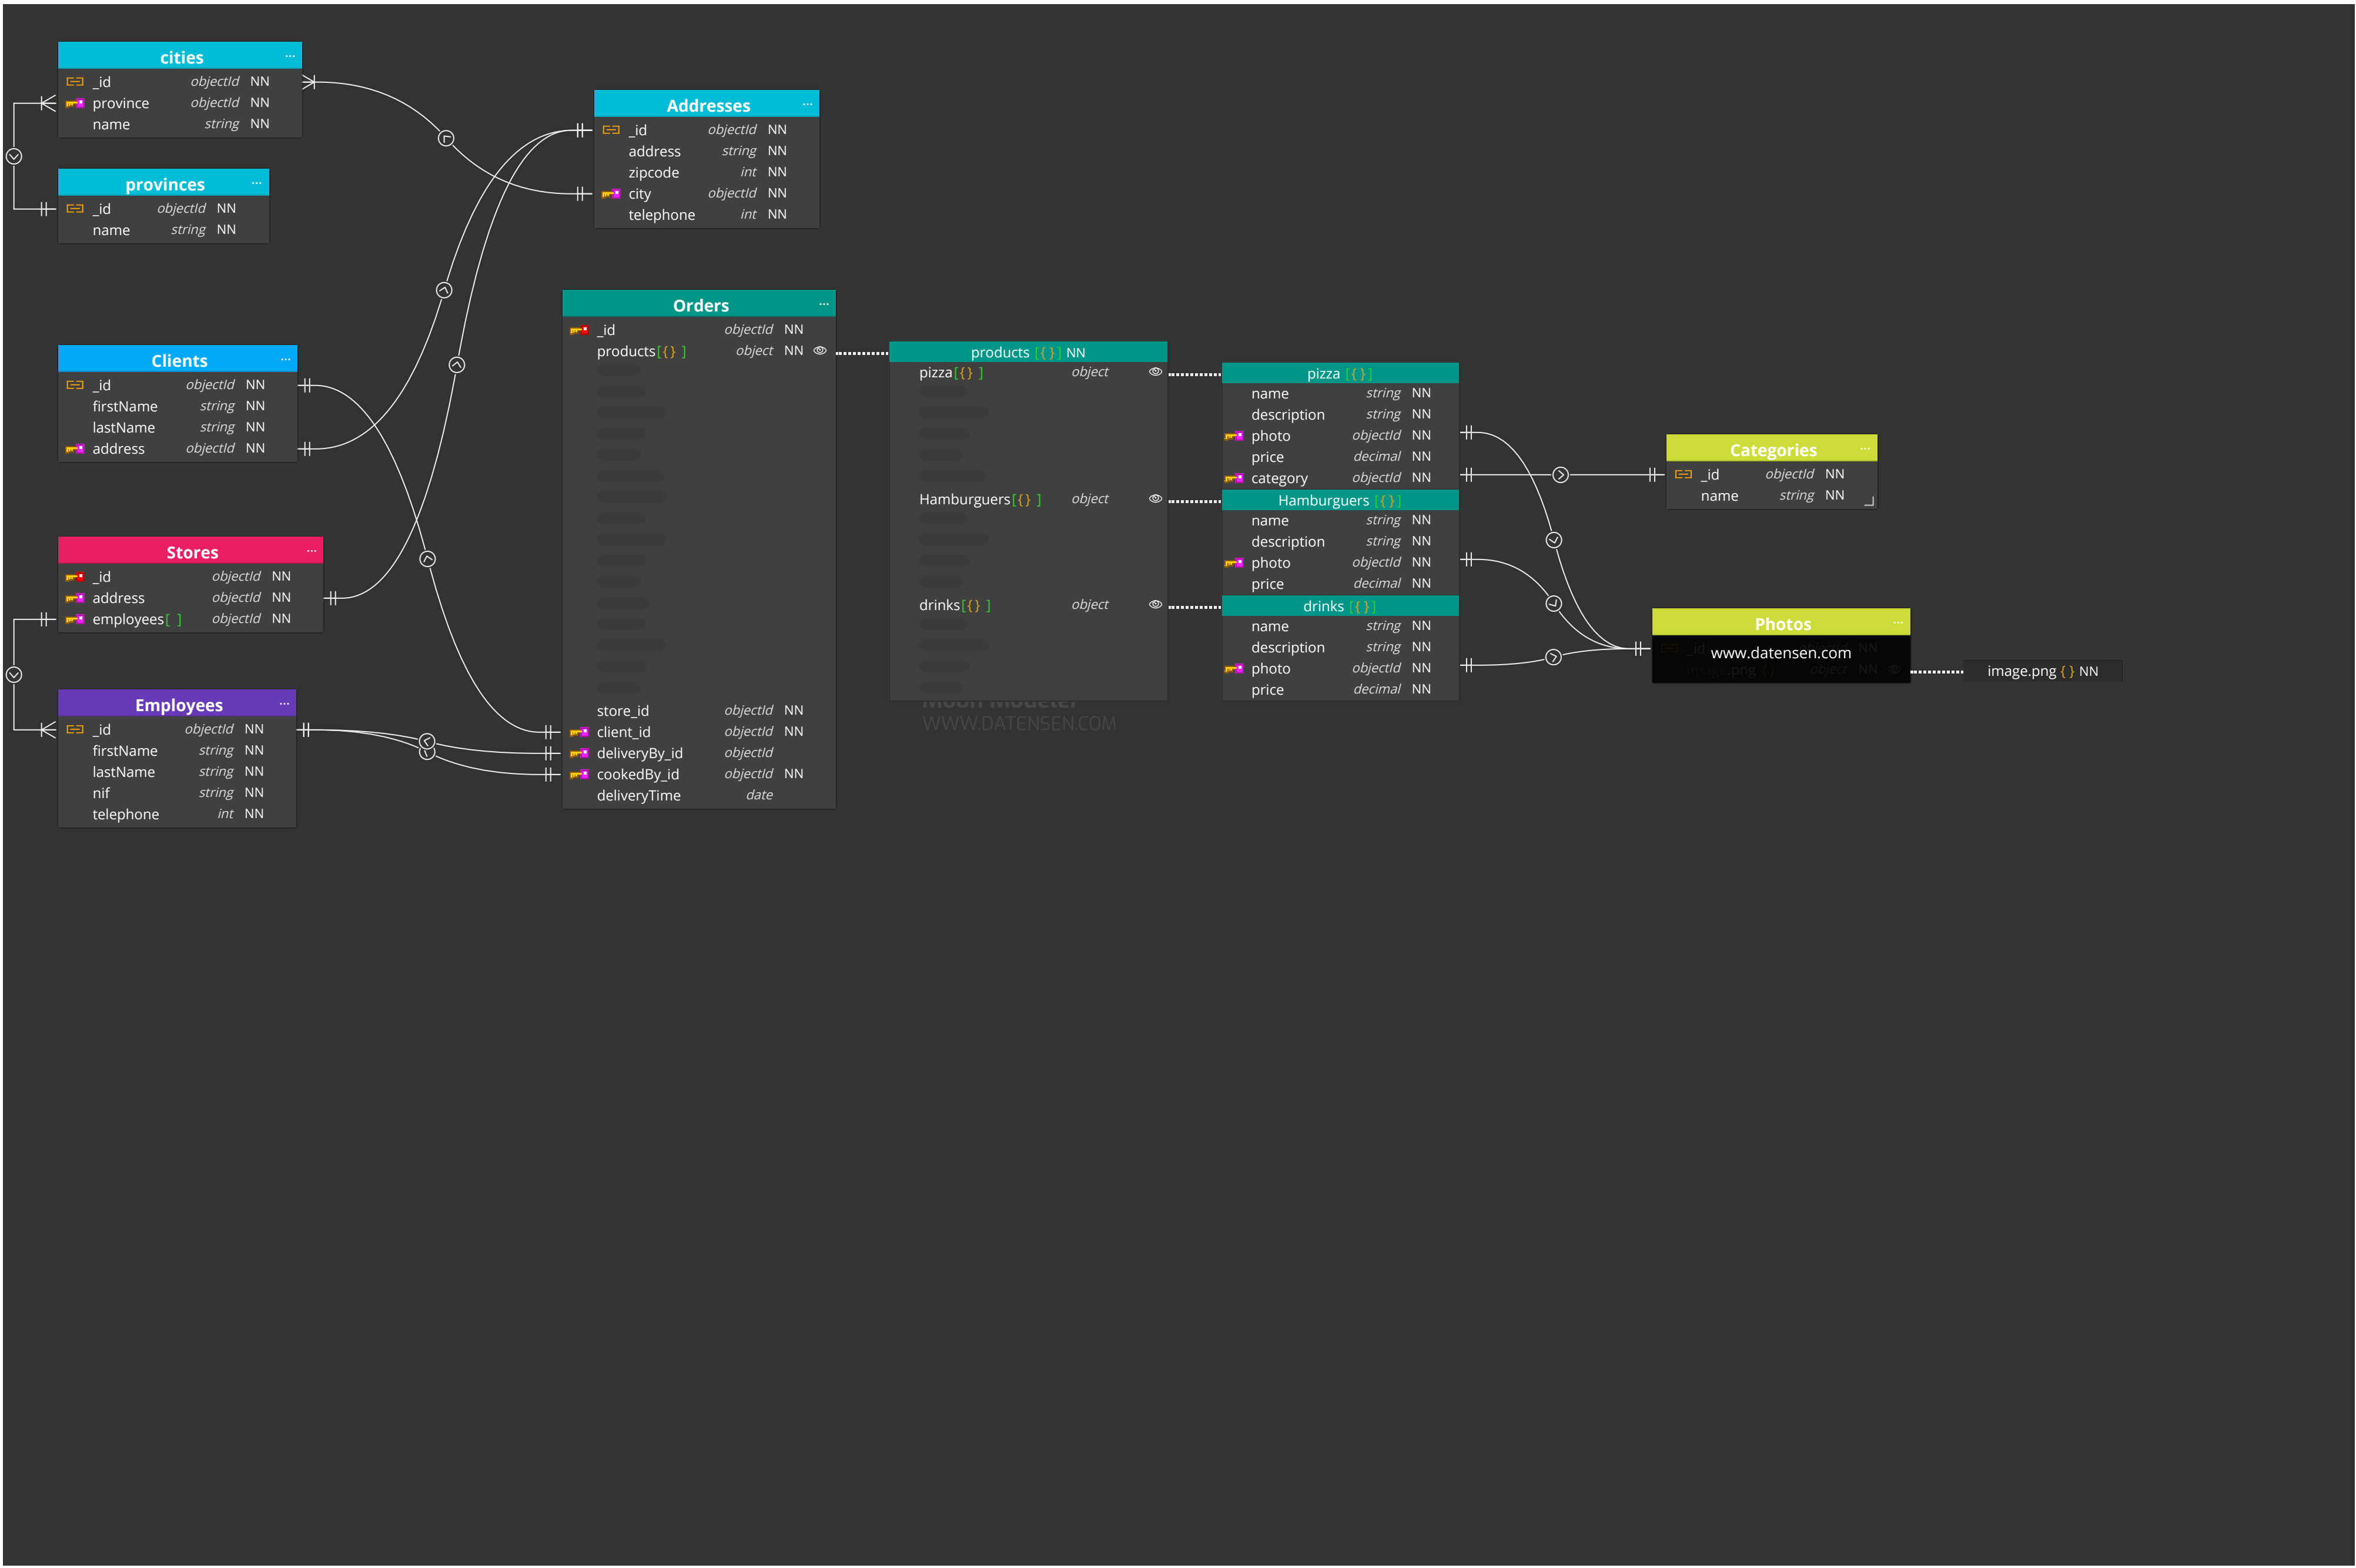 cities ...
_id objectId NN
province objectId NN
name string NN
provinces ...
_id objectId NN
name string NN
Addresses ...
_id objectId NN
address string NN
zipcode int NN
city objectId NN
telephone int NN
Clients ...
_id objectId NN
firstName string NN
lastName string NN
address objectId NN
Stores ...
_id objectId NN
address objectId NN
employees[ ] objectId NN
Employees ...
_id objectId NN
firstName string NN
lastName string NN
nif string NN
telephone int NN
Orders ...
_id objectId NN
products[{} ] object NN
store_id objectId NN
client_id objectId NN
deliveryBy_id objectId
cookedBy_id objectId NN
deliveryTime date
products [{}] NN
pizza[{} ] object
Hamburguers[{} ] object
drinks[{} ] object
Moon Modeler
WWW.DATENSEN.COM
pizza [{}]
name string NN
description string NN
photo objectId NN
price decimal NN
category objectId NN
Hamburguers [{}]
name string NN
description string NN
photo objectId NN
price decimal NN
drinks [{}]
name string NN
description string NN
photo objectId NN
price decimal NN
Categories ...
_id objectId NN
name string NN
Photos ...
_id NN
www.datensen.com
image.png {} object NN
image.png {} NN